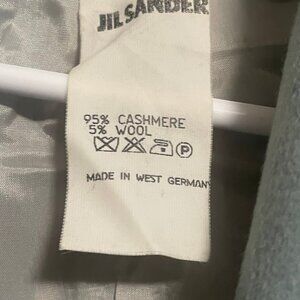 JIL SANDER
95% CASHMERE
5% WOOL
P
MADE IN WEST GERMANY